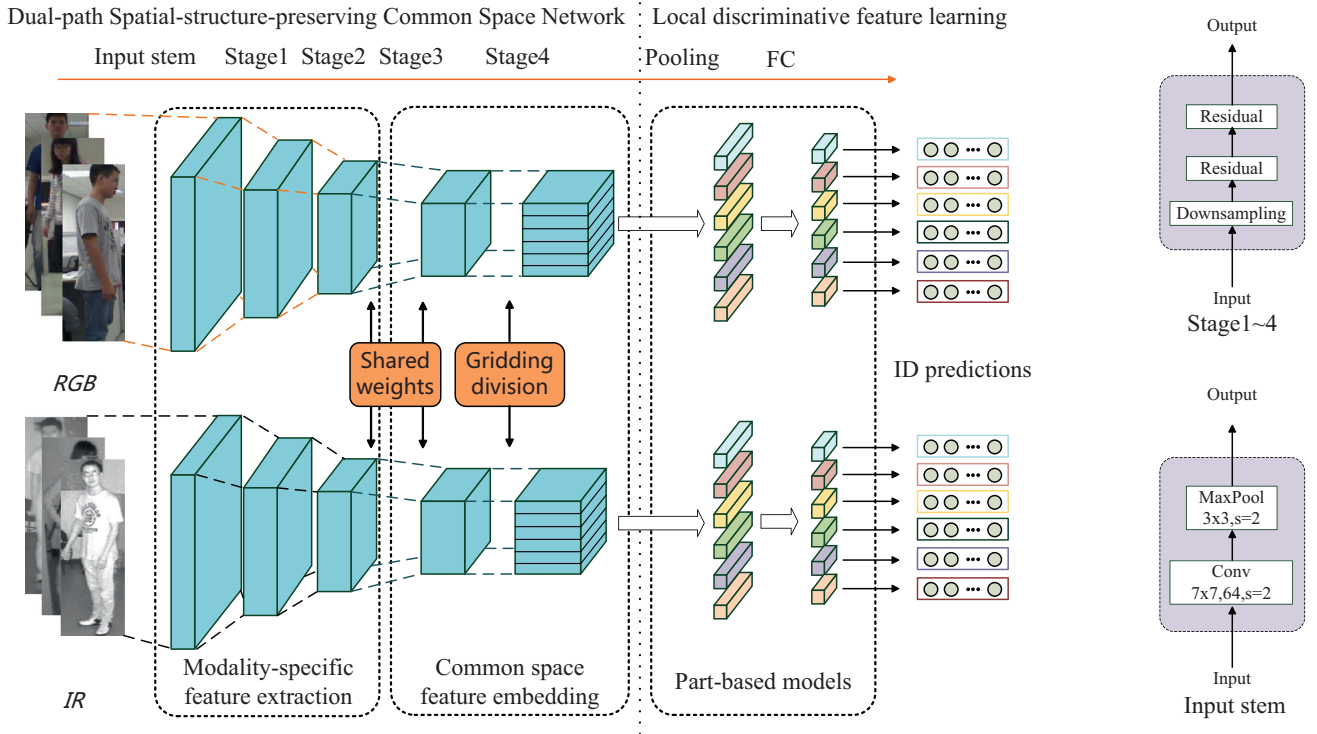 Dual-path Spatial-structure-preserving Common Space Network
Local discriminative feature learning
Input stem
Stage1
Stage2
Stage3
Stage4
Pooling
FC
RGB
Shared
weights
Gridding
division
ID predictions
IR
Modality-specific
feature extraction
Common space
feature embedding
Part-based models
Output
Residual
Residual
Downsampling
Input
Stage1~4
Output
MaxPool
3x3,s=2
Conv
7x7,64,s=2
Input
Input stem